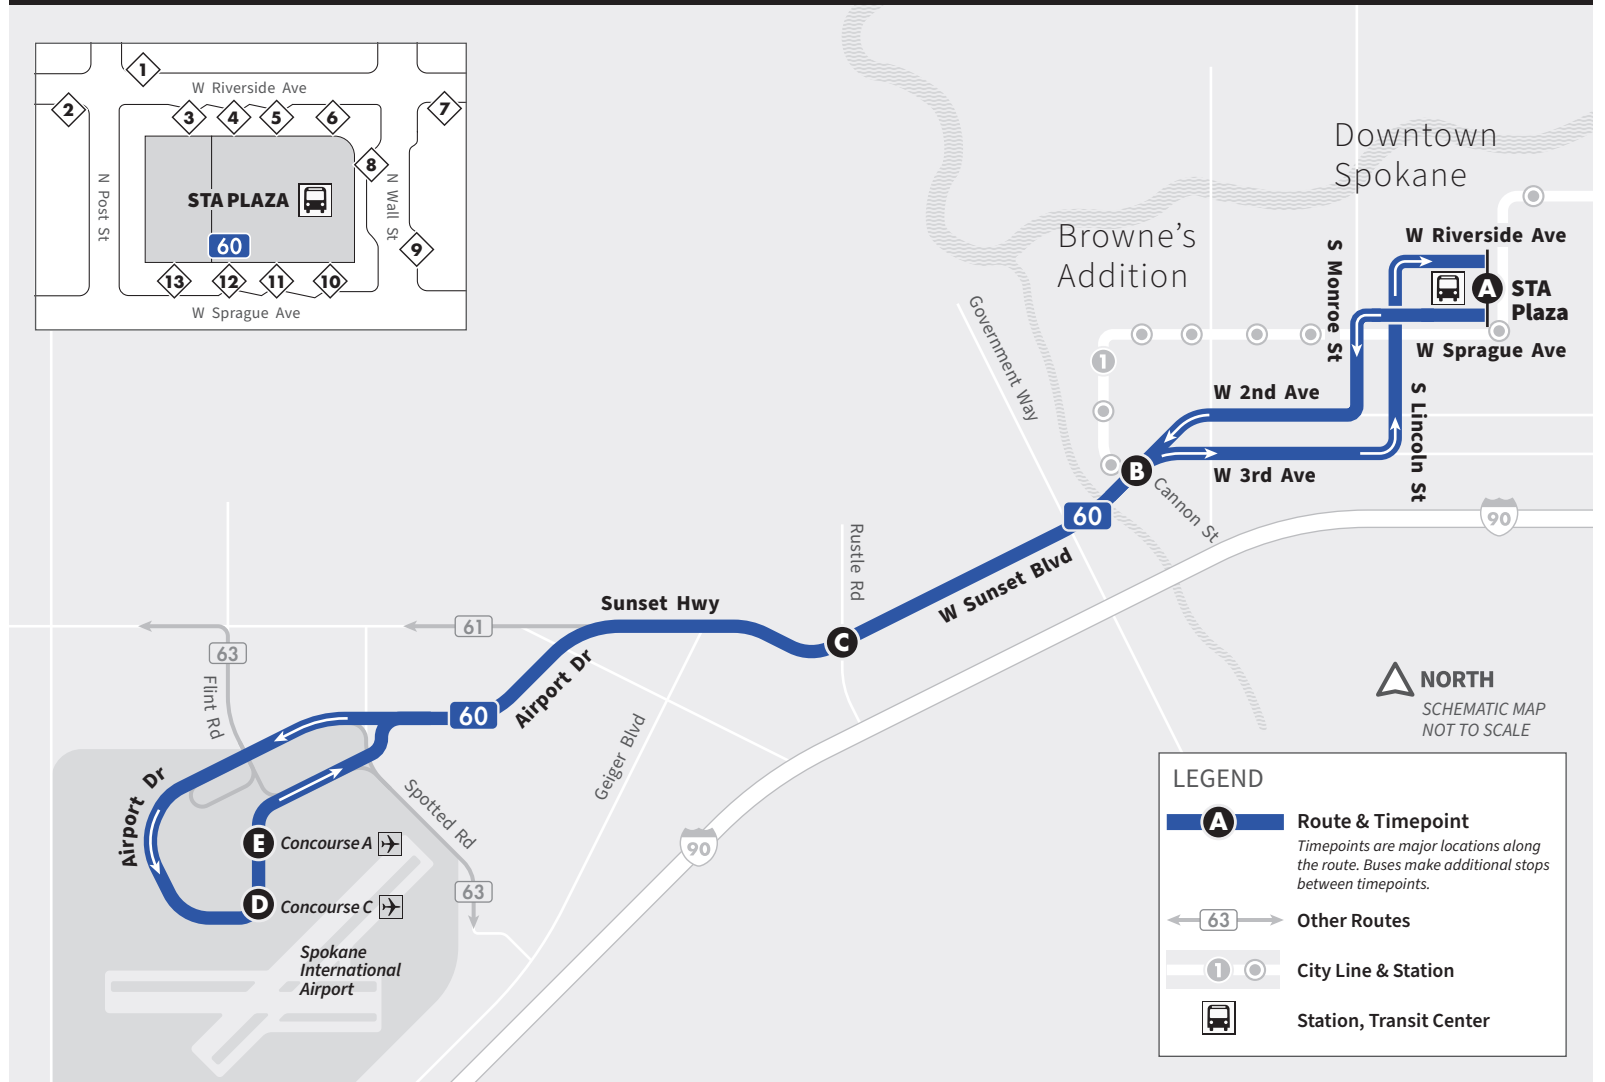 1
W Riverside Ave
2
3
4
5
6
7
8
N Post St
STA PLAZA
N Wall St
60
9
13
12
11
10
W Sprague Ave
Downtown
Spokane
Browne's
Addition
W Riverside Ave
S Monroe St
A
STA
Plaza
W Sprague Ave
Government Way
1
W 2nd Ave
S Lincoln St
B
W 3rd Ave
Cannon St
60
90
Rustle Rd
W Sunset Blvd
Sunset Hwy
61
63
C
Airport Dr
Flint Rd
60
Geiger Blvd
NORTH
SCHEMATIC MAP
NOT TO SCALE
Airport Dr
Spotted Rd
E
Concourse A
90
63
D
Concourse C
Spokane
International
Airport
LEGEND
A
Route & Timepoint
Timepoints are major locations along
the route. Buses make additional stops
between timepoints.
63
Other Routes
1
City Line & Station
Station, Transit Center